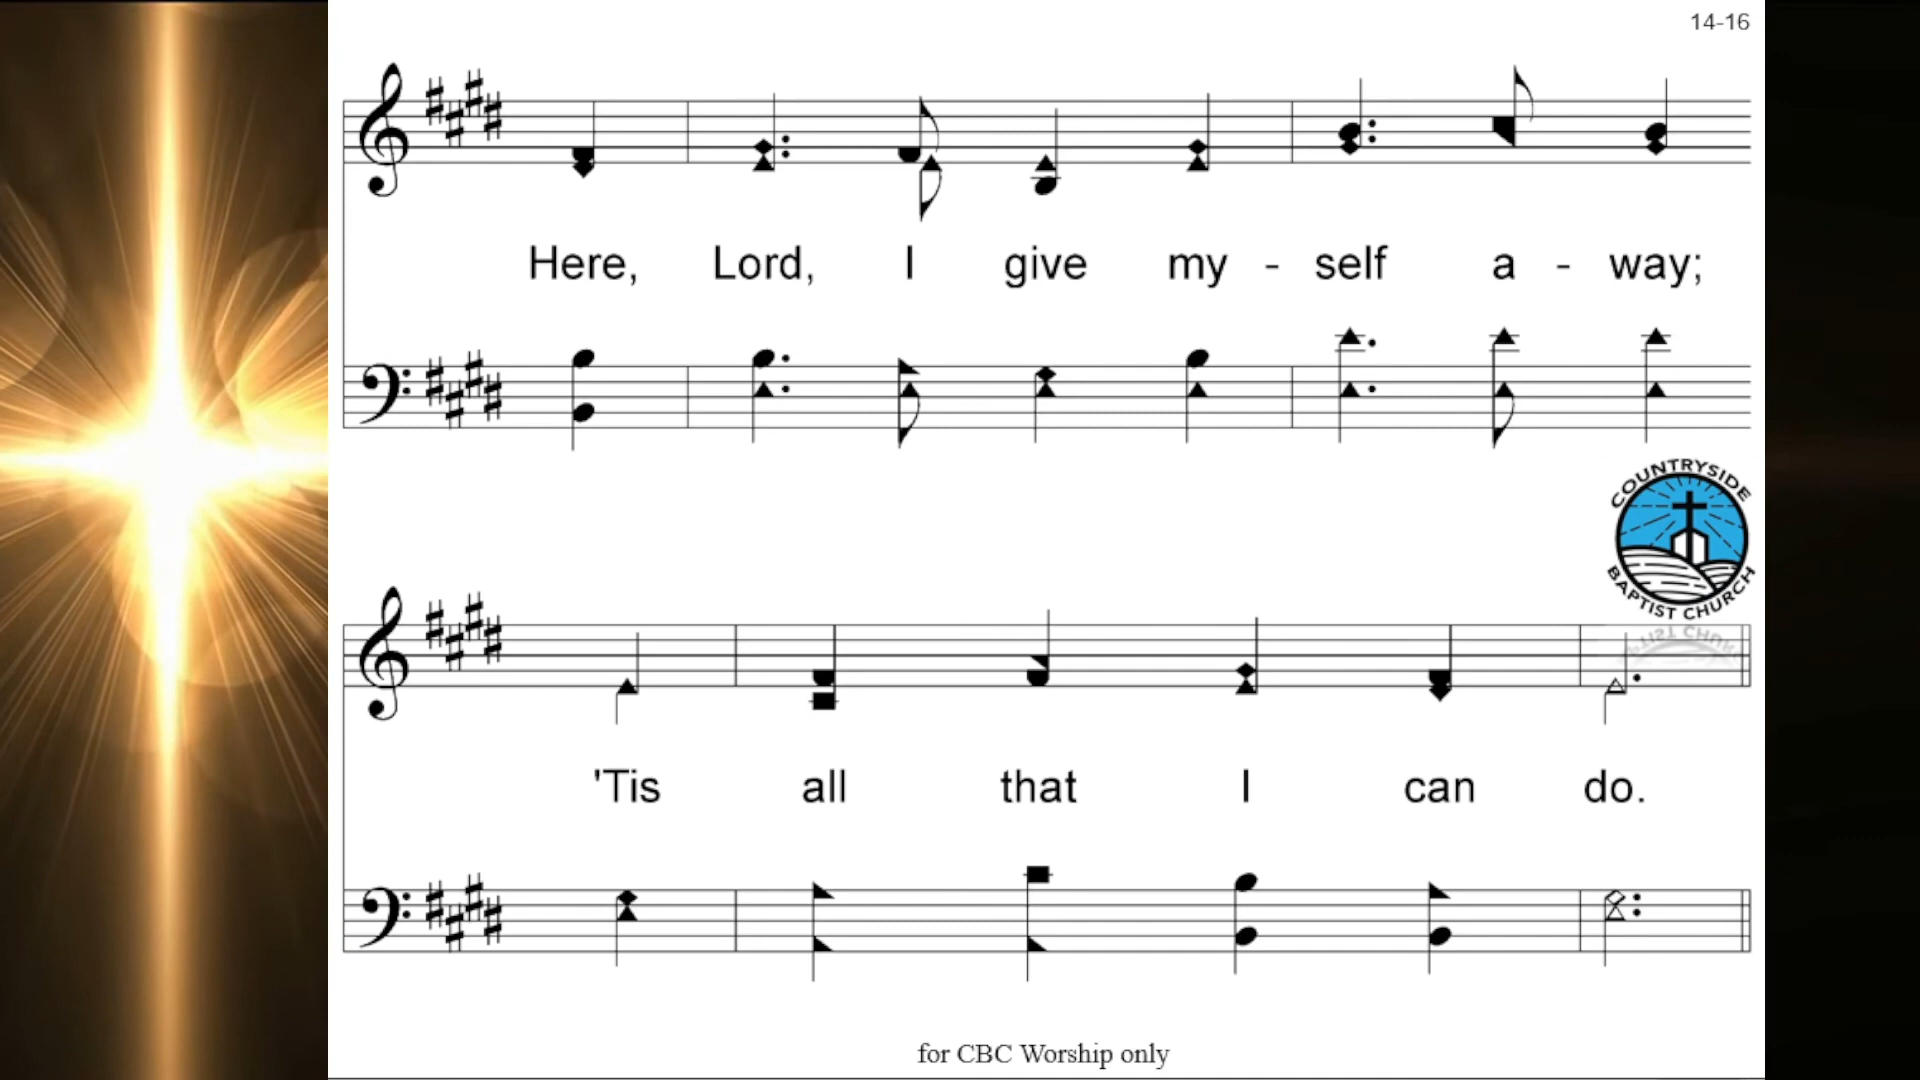 14-16
Here, Lord, I give my - self a - way;
COUNTRYSIDE
BAPTIST CHURCH
'Tis all that I can do.
for CBC Worship only